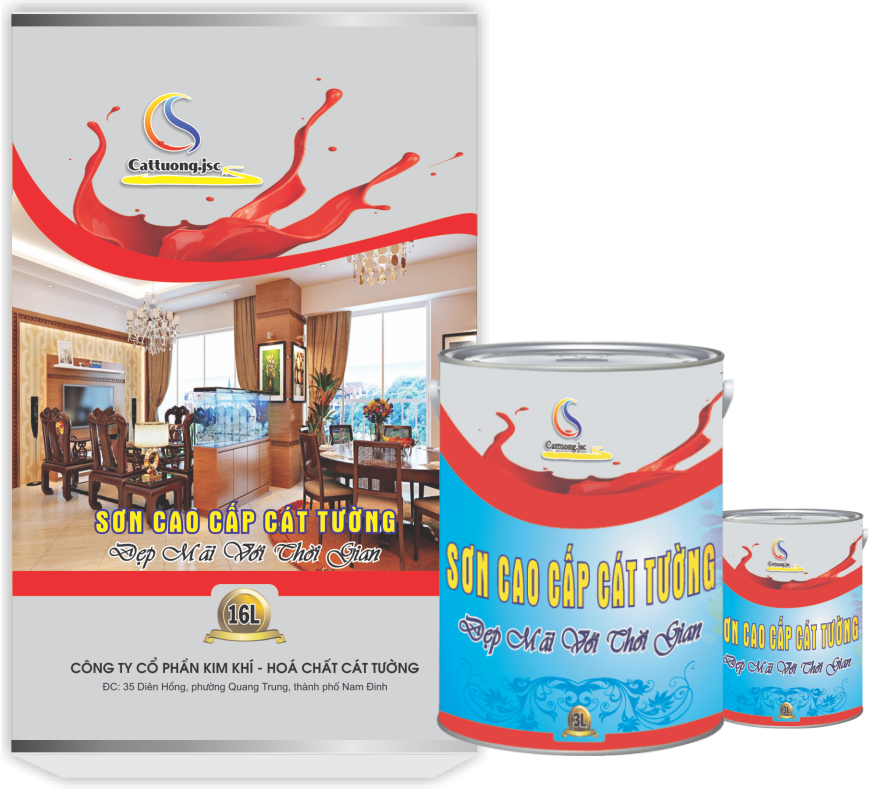 Cattuong.jsc
SƠN CAO CẤP CÁT TƯỜNG
Đẹp Mãi Với Thời Gian
16L
CÔNG TY CỔ PHẦN KIM KHÍ - HOÁ CHẤT CÁT TƯỜNG
ĐC: 35 Diên Hồng, phường Quang Trung, thành phố Nam Đinh
Cattuong.jsc
SƠN CAO CẤP CÁT TƯỜNG
Đẹp Mãi Với Thời Gian
3L
Cattuong.jsc
ƠN CAO CẤP CÁT TƯỜNG
Đẹp Mãi Với Thời Gian
1L